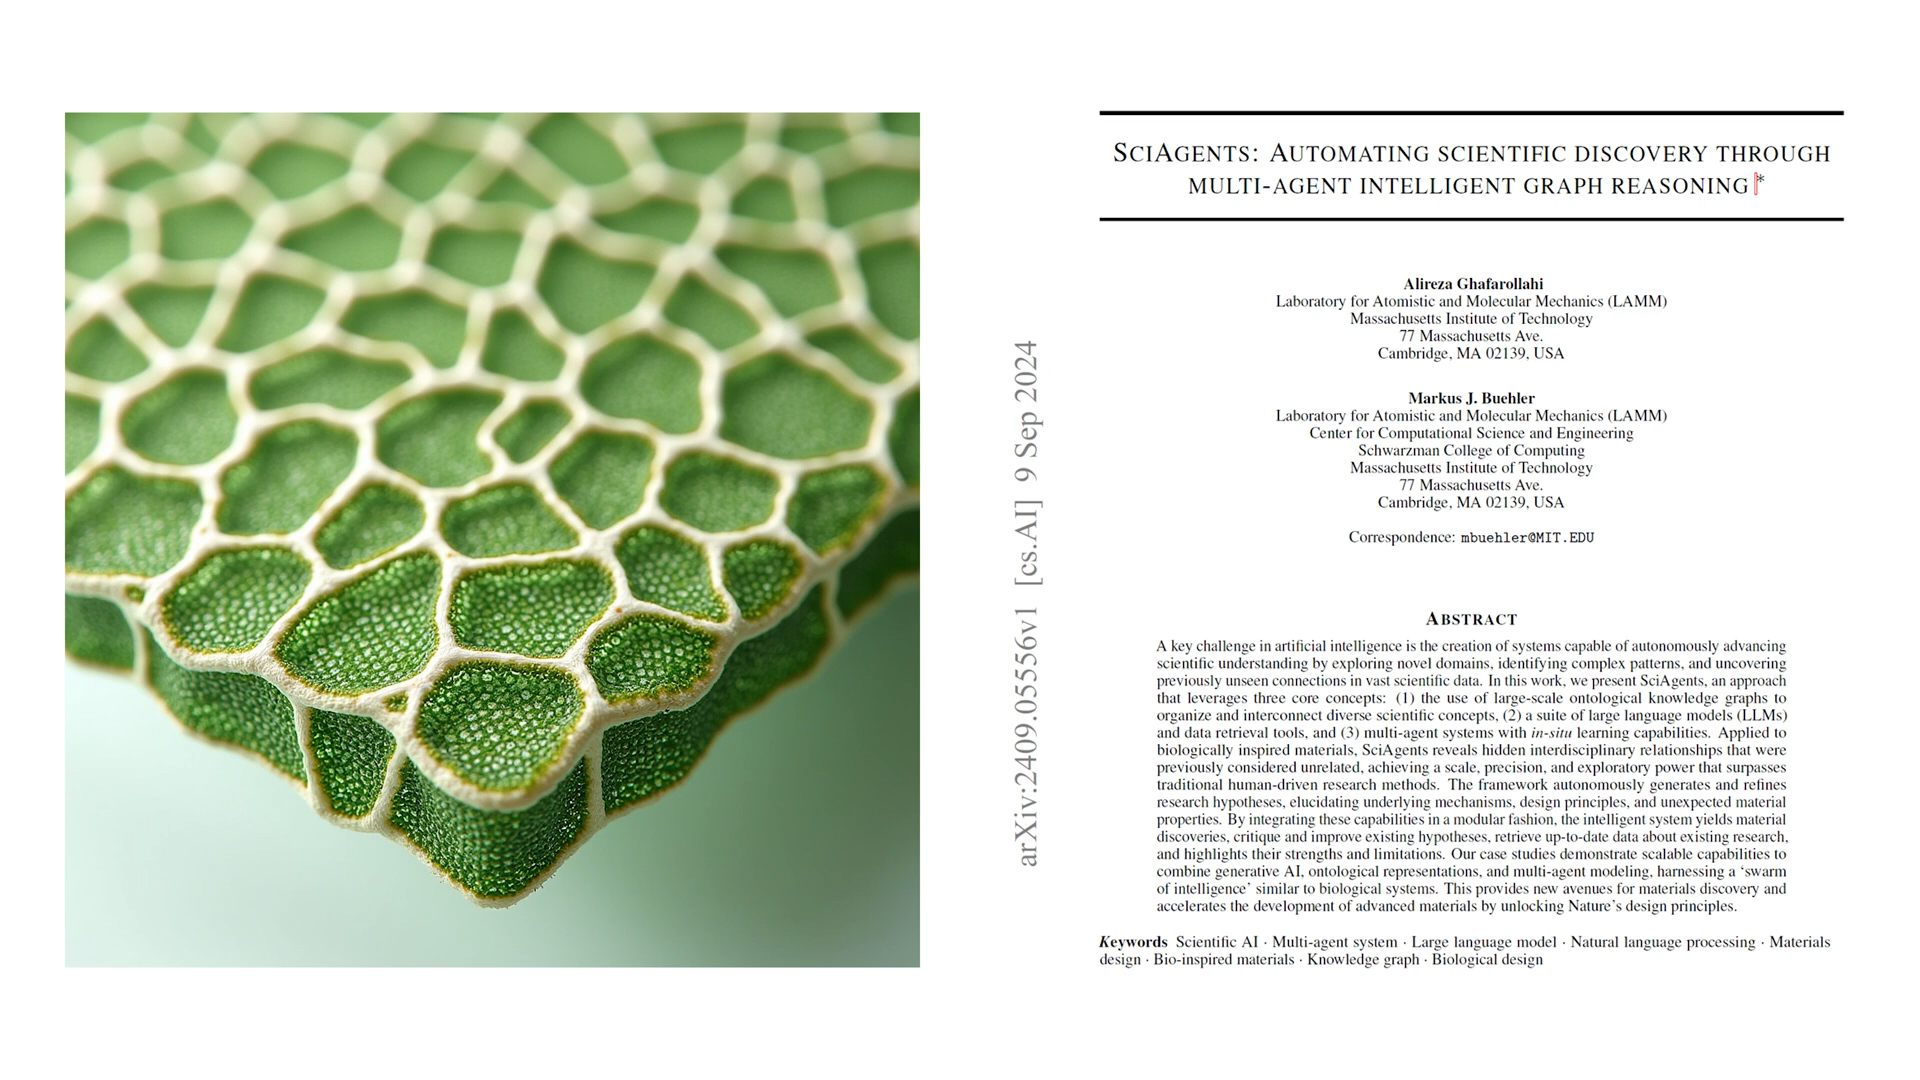 SCIAGENTS: AUTOMATING SCIENTIFIC DISCOVERY THROUGH
MULTI-AGENT INTELLIGENT GRAPH REASONING*
Alireza Ghafarollahi
Laboratory for Atomistic and Molecular Mechanics (LAMM)
Massachusetts Institute of Technology
77 Massachusetts Ave.
Cambridge, MA 02139, USA
Markus J. Buehler
Laboratory for Atomistic and Molecular Mechanics (LAMM)
Center for Computational Science and Engineering
Schwarzman College of Computing
Massachusetts Institute of Technology
77 Massachusetts Ave.
Cambridge, MA 02139, USA
Correspondence: mbuehler@MIT.EDU
arXiv:2409.05556v1 [cs.AI] 9 Sep 2024
ABSTRACT
A key challenge in artificial intelligence is the creation of systems capable of autonomously advancing
scientific understanding by exploring novel domains, identifying complex patterns, and uncovering
previously unseen connections in vast scientific data. In this work, we present SciAgents, an approach
that leverages three core concepts: (1) the use of large-scale ontological knowledge graphs to
organize and interconnect diverse scientific concepts, (2) a suite of large language models (LLMs)
and data retrieval tools, and (3) multi-agent systems with in-situ learning capabilities. Applied to
biologically inspired materials, SciAgents reveals hidden interdisciplinary relationships that were
previously considered unrelated, achieving a scale, precision, and exploratory power that surpasses
traditional human-driven research methods. The framework autonomously generates and refines
research hypotheses, elucidating underlying mechanisms, design principles, and unexpected material
properties. By integrating these capabilities in a modular fashion, the intelligent system yields material
discoveries, critique and improve existing hypotheses, retrieve up-to-date data about existing research,
and highlights their strengths and limitations. Our case studies demonstrate scalable capabilities to
combine generative AI, ontological representations, and multi-agent modeling, harnessing a ‘swarm
of intelligence’ similar to biological systems. This provides new avenues for materials discovery and
accelerates the development of advanced materials by unlocking Nature’s design principles.
Keywords Scientific AI · Multi-agent system · Large language model · Natural language processing · Materials
design · Bio-inspired materials · Knowledge graph · Biological design